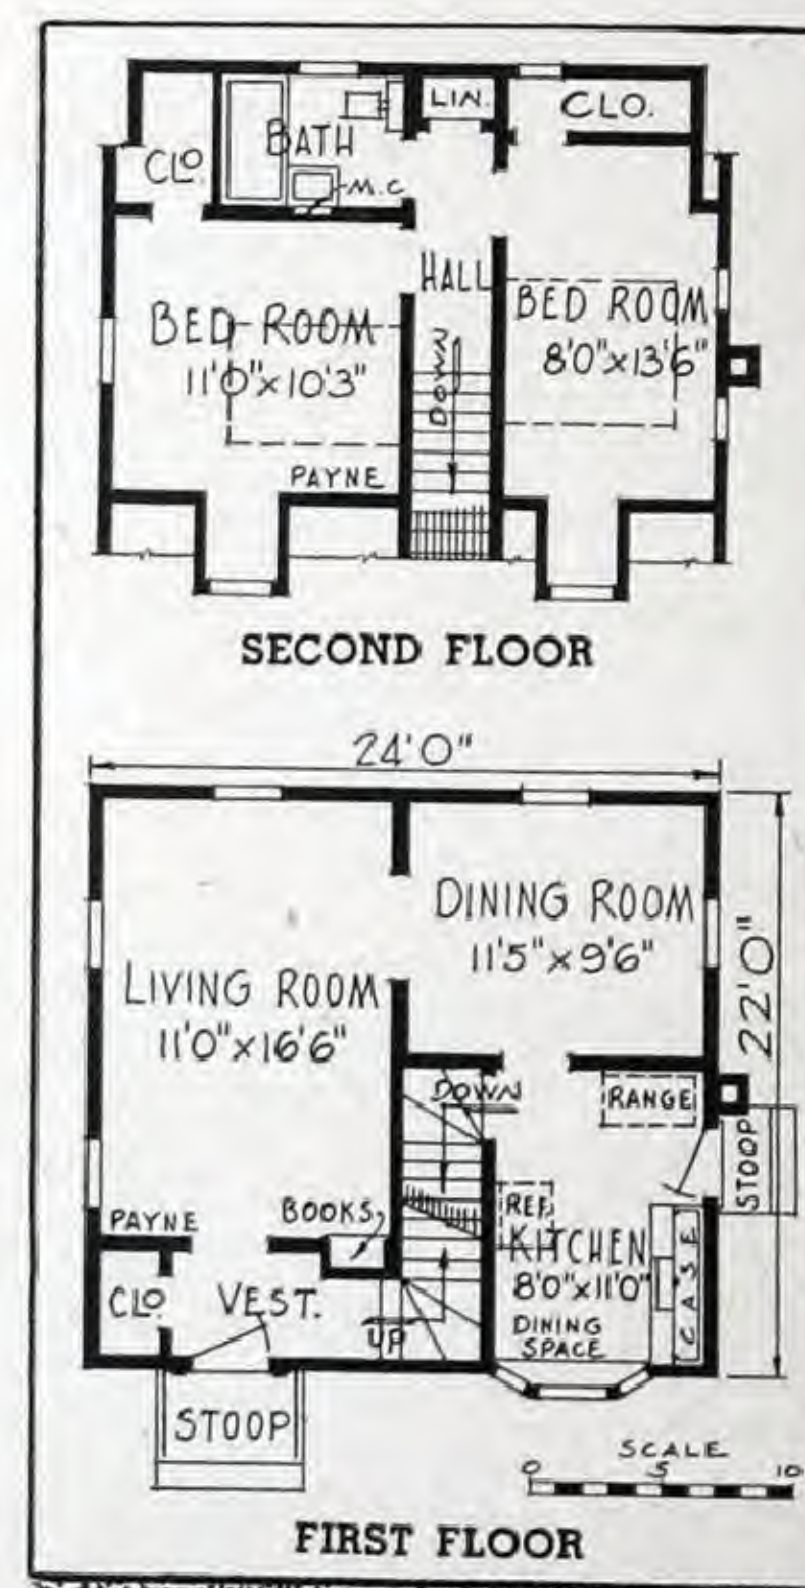 LIN.
CLO.
BATH
CLO.
M.C
HALL
BED ROOM
11'0"x10'3"
BED ROOM
8'0"x13'6"
DOWN
PAYNE
SECOND FLOOR
24'0"
DINING ROOM
11'5"x9'6"
LIVING ROOM
11'0"x16'6"
22'0"
DOWN
RANGE
STOOP
REF.
BOOKS
PAYNE
KITCHEN
8'0"x11'0"
CASE
CLO.
VEST.
UP
DINING
SPACE
STOOP
SCALE
0 5 10
FIRST FLOOR